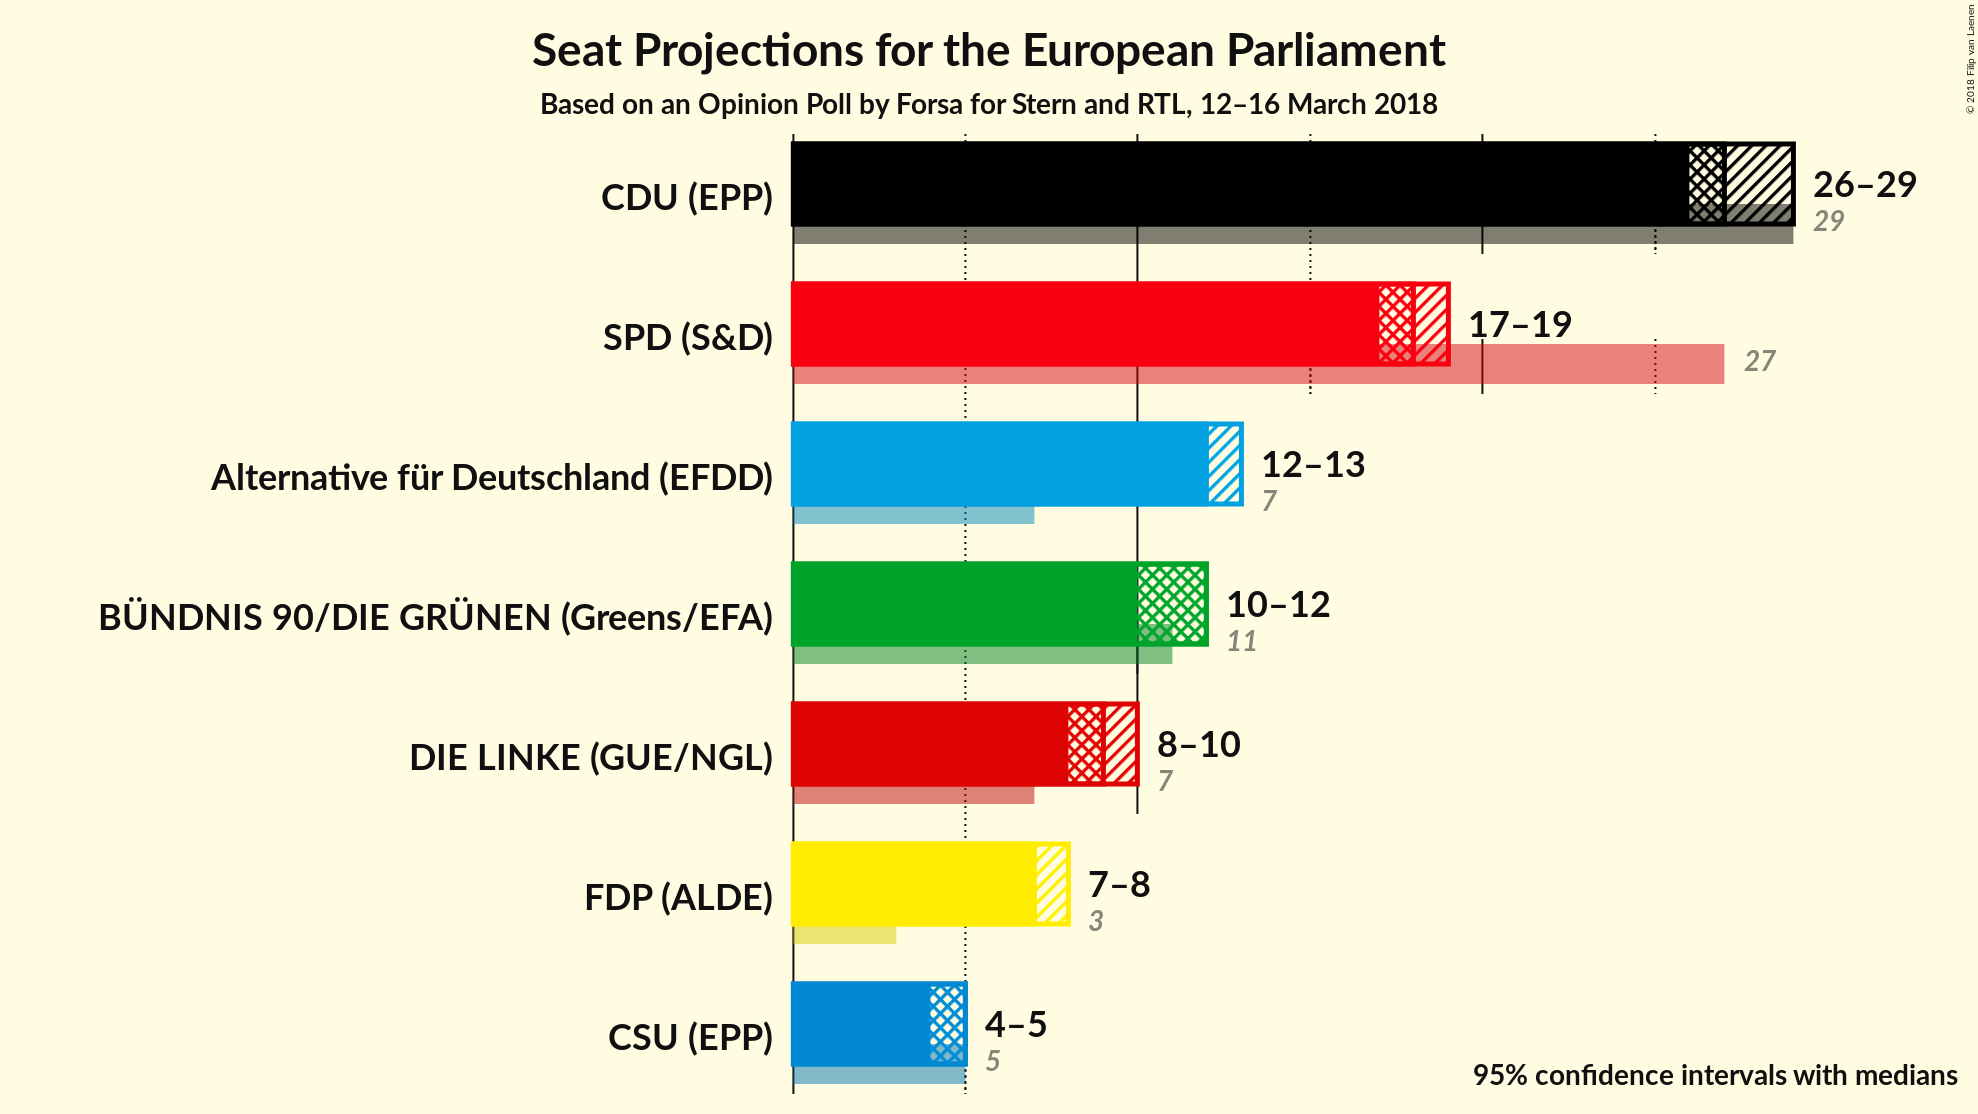 Seat Projections for the European Parliament
Based on an Opinion Poll by Forsa for Stern and RTL, 12–16 March 2018
© 2018 Filip van Laenen
CDU (EPP)
26–29
29
SPD (S&D)
17–19
27
Alternative für Deutschland (EFDD)
12–13
7
BÜNDNIS 90/DIE GRÜNEN (Greens/EFA)
10–12
11
DIE LINKE (GUE/NGL)
8–10
7
FDP (ALDE)
7–8
3
CSU (EPP)
4–5
5
95% confidence intervals with medians